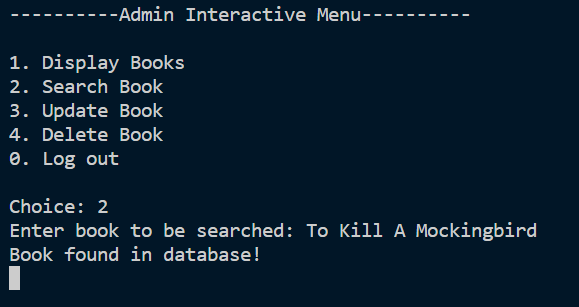 ----------Admin Interactive Menu----------
1. Display Books
2. Search Book
3. Update Book
4. Delete Book
0. Log out
Choice: 2
Enter book to be searched: To Kill A Mockingbird
Book found in database!